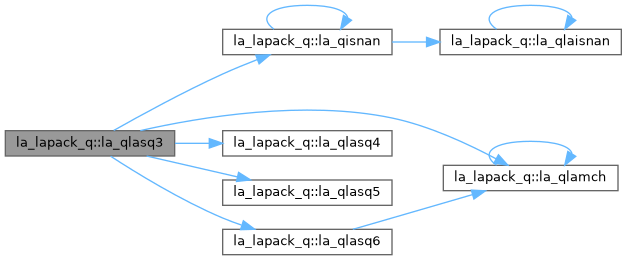 la_lapack_q::la_qisnan
la_lapack_q::la_qlaisnan
la_lapack_q::la_qlasq3
la_lapack_q::la_qlasq4
la_lapack_q::la_qlamch
la_lapack_q::la_qlasq5
la_lapack_q::la_qlasq6